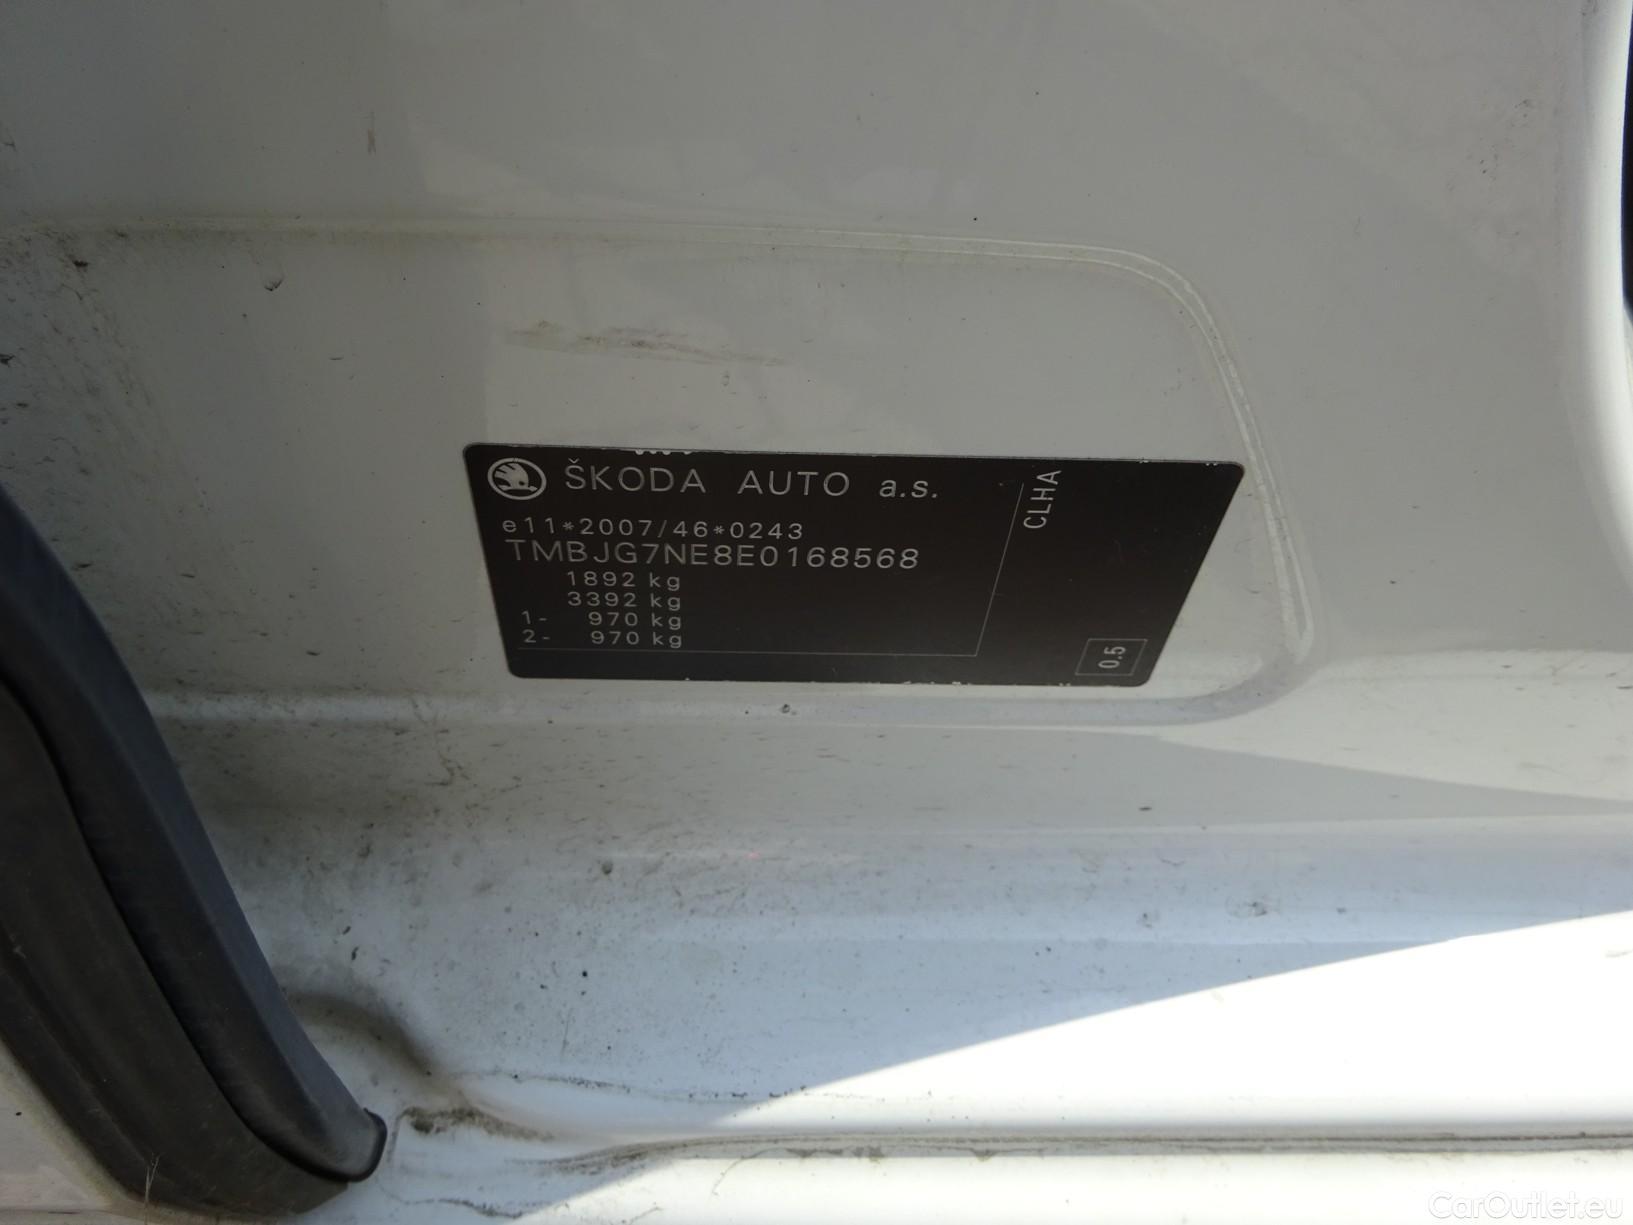 ŠKODA AUTO a.s.
e11*2007/46*0243
TMBJG7NE8E0168568
1892 kg
3392 kg
1- 970 kg
2- 970 kg
CLHA
0.5
CarOutlet.eu